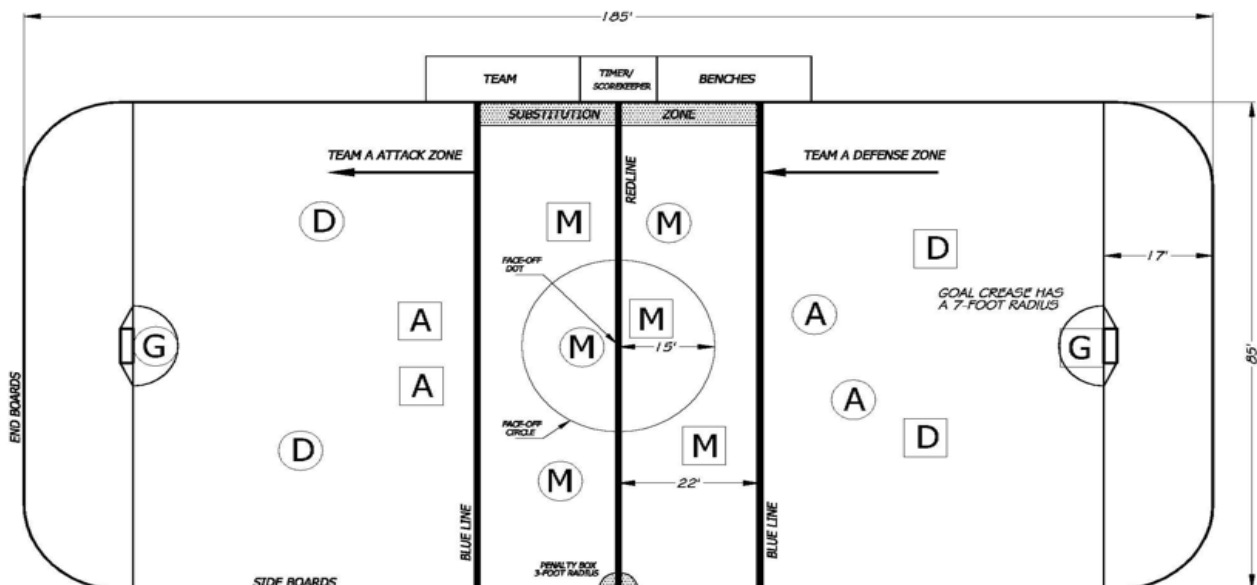 185'
TEAM
TIMER/
SCOREKEEPER
BENCHES
SUBSTITUTION
ZONE
TEAM A ATTACK ZONE
REDLINE
TEAM A DEFENSE ZONE
D
M
M
D
FACE-OFF
DOT
17'
GOAL CREASE HAS
A 7-FOOT RADIUS
A
M
A
G
M
15'
G
85'
A
A
END BOARDS
FACE-OFF
CIRCLE
D
M
D
M
22'
BLUE LINE
BLUE LINE
PENALTY BOX
3-FOOT RADIUS
SIDE BOARDS